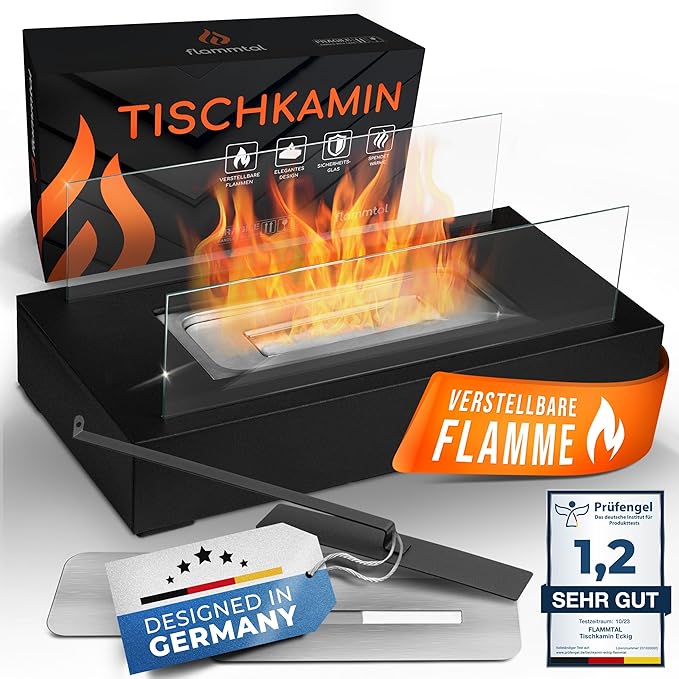 flammtal
FRAGILE
TISCHKAMIN
VERSTELLBARE
FLAMMEN
ELEGANTES
DESIGN
SICHERHEITS-
GLAS
SPENDET
WÄRME
flammtal
VERSTELLBARE
FLAMME
DESIGNED IN
GERMANY
Prüfengel
Das deutsche Institut für
Produkttests
1,2
SEHR GUT
Testzeitraum: 10/23
FLAMMTAL
Tischkamin Eckig